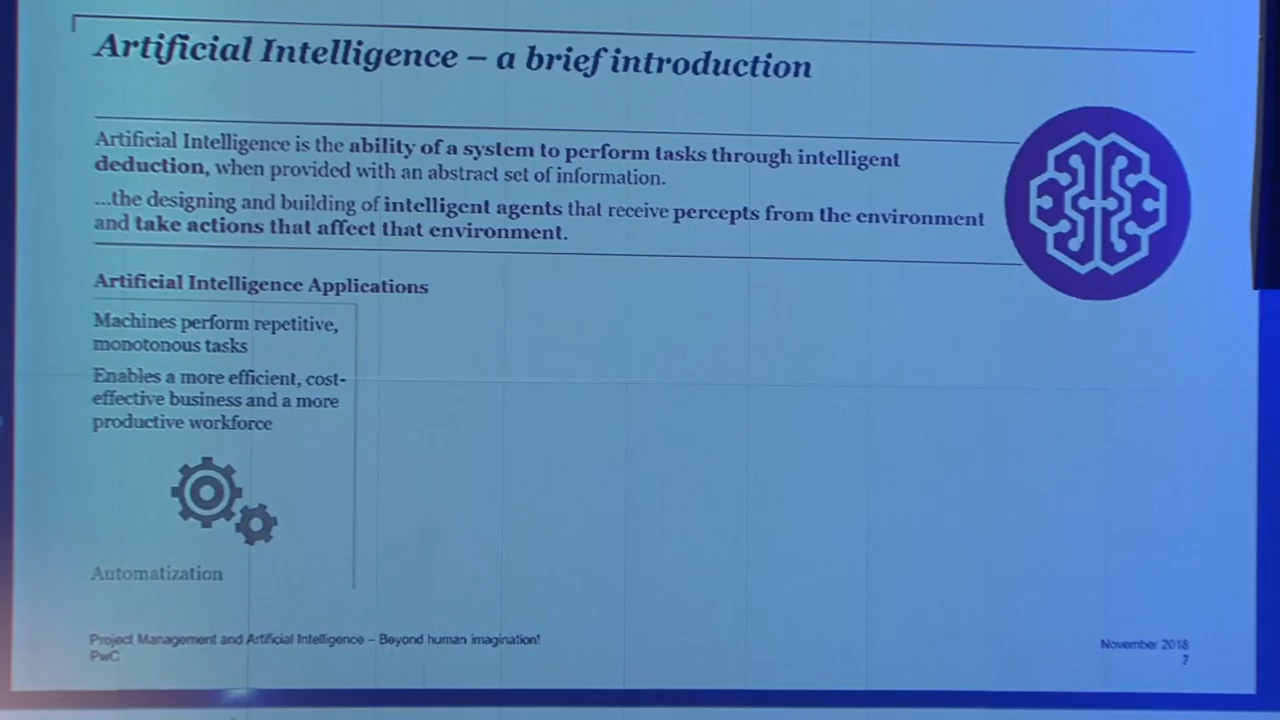 Artificial Intelligence – a brief introduction
Artificial Intelligence is the ability of a system to perform tasks through intelligent
deduction, when provided with an abstract set of information.
...the designing and building of intelligent agents that receive percepts from the environment
and take actions that affect that environment.
Artificial Intelligence Applications
Machines perform repetitive,
monotonous tasks
Enables a more efficient, cost-
effective business and a more
productive workforce
Automatization
Project Management and Artificial Intelligence – Beyond human imagination!
PwC
November 2018
7